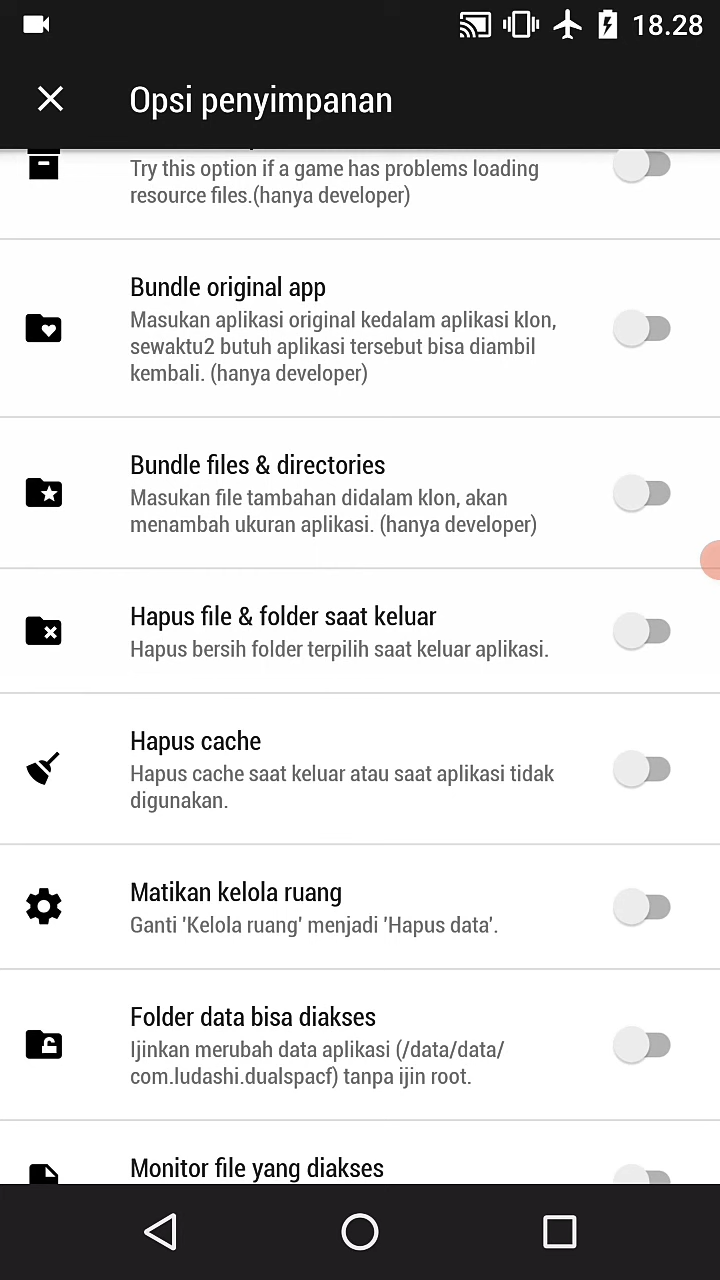 18.28
Opsi penyimpanan
Try this option if a game has problems loading
resource files.(hanya developer)
Bundle original app
Masukan aplikasi original kedalam aplikasi klon,
sewaktu2 butuh aplikasi tersebut bisa diambil
kembali. (hanya developer)
Bundle files & directories
Masukan file tambahan didalam klon, akan
menambah ukuran aplikasi. (hanya developer)
Hapus file & folder saat keluar
Hapus bersih folder terpilih saat keluar aplikasi.
Hapus cache
Hapus cache saat keluar atau saat aplikasi tidak
digunakan.
Matikan kelola ruang
Ganti 'Kelola ruang' menjadi 'Hapus data'.
Folder data bisa diakses
Ijinkan merubah data aplikasi (/data/data/
com.ludashi.dualspacf) tanpa ijin root.
Monitor file yang diakses